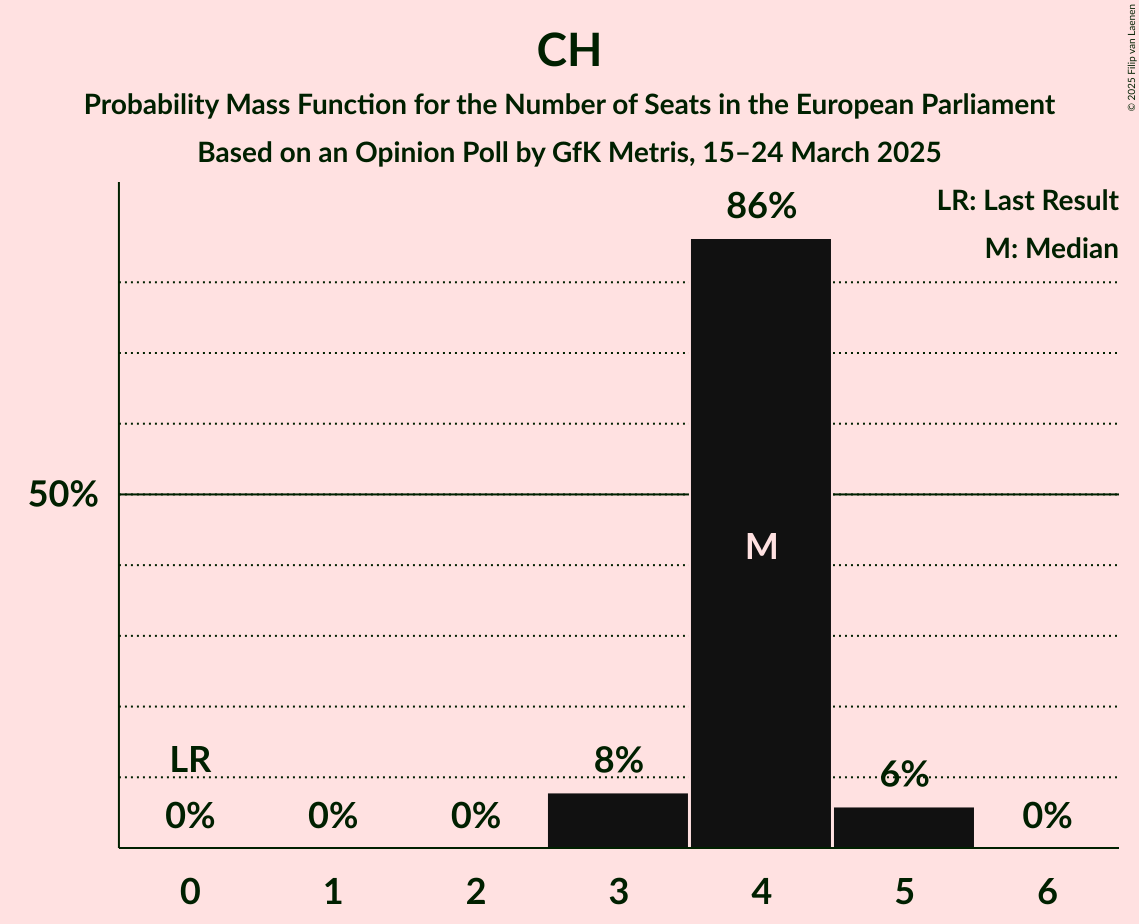 CH
Probability Mass Function for the Number of Seats in the European Parliament
Based on an Opinion Poll by GfK Metris, 15–24 March 2025
© 2025 Filip van Laenen
LR: Last Result
M: Median
86%
50%
M
LR
8%
6%
0%
0%
0%
0%
0
1
2
3
4
5
6